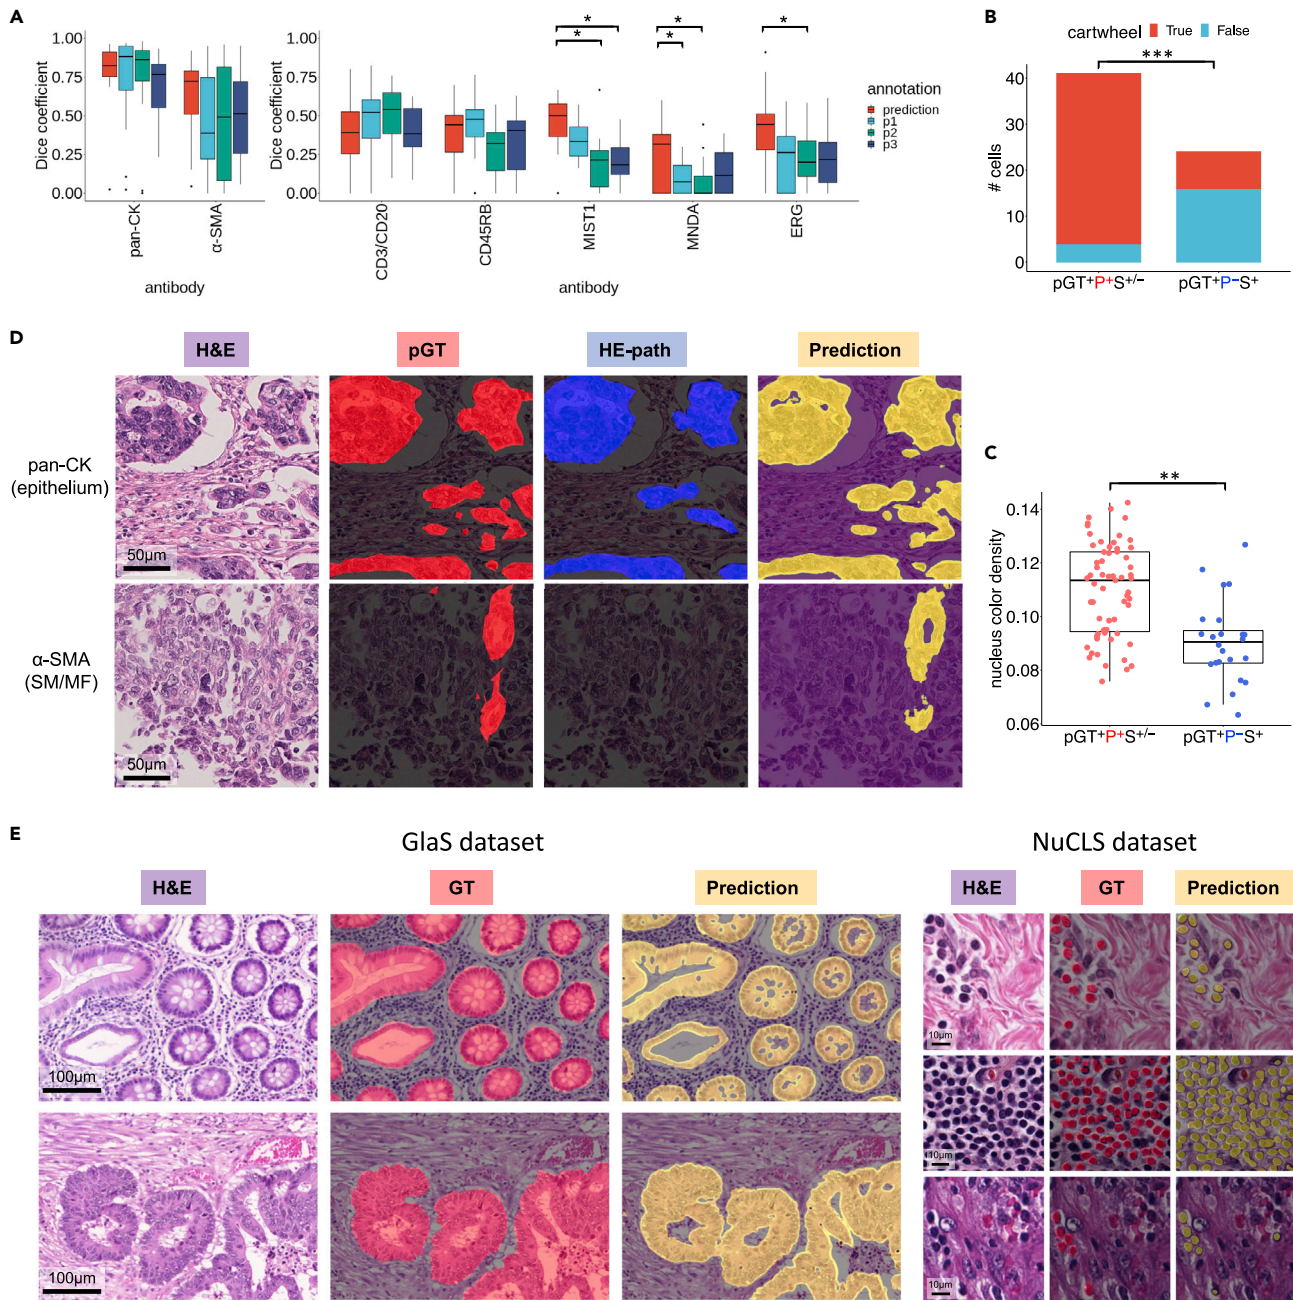 A
1.00
0.75
0.50
0.25
0.00
Dice coefficient
pan-CK
α-SMA
antibody
1.00
0.75
0.50
0.25
0.00
Dice coefficient
* * *
* *
CD3/CD20
CD45RB
MIST1
MNDA
ERG
antibody
annotation
prediction
p1
p2
p3
B
cartwheel True False
***
40
30
20
10
0
# cells
pGT⁺P⁺S⁺/⁻ pGT⁺P⁻S⁺
D
H&E pGT HE-path Prediction
pan-CK
(epithelium)
50µm
α-SMA
(SM/MF)
50µm
C
**
0.14
0.12
0.10
0.08
0.06
nucleus color density
pGT⁺P⁺S⁺/⁻ pGT⁺P⁻S⁺
E
GlaS dataset
H&E GT Prediction
100µm
100µm
NuCLS dataset
H&E GT Prediction
10µm
10µm
10µm